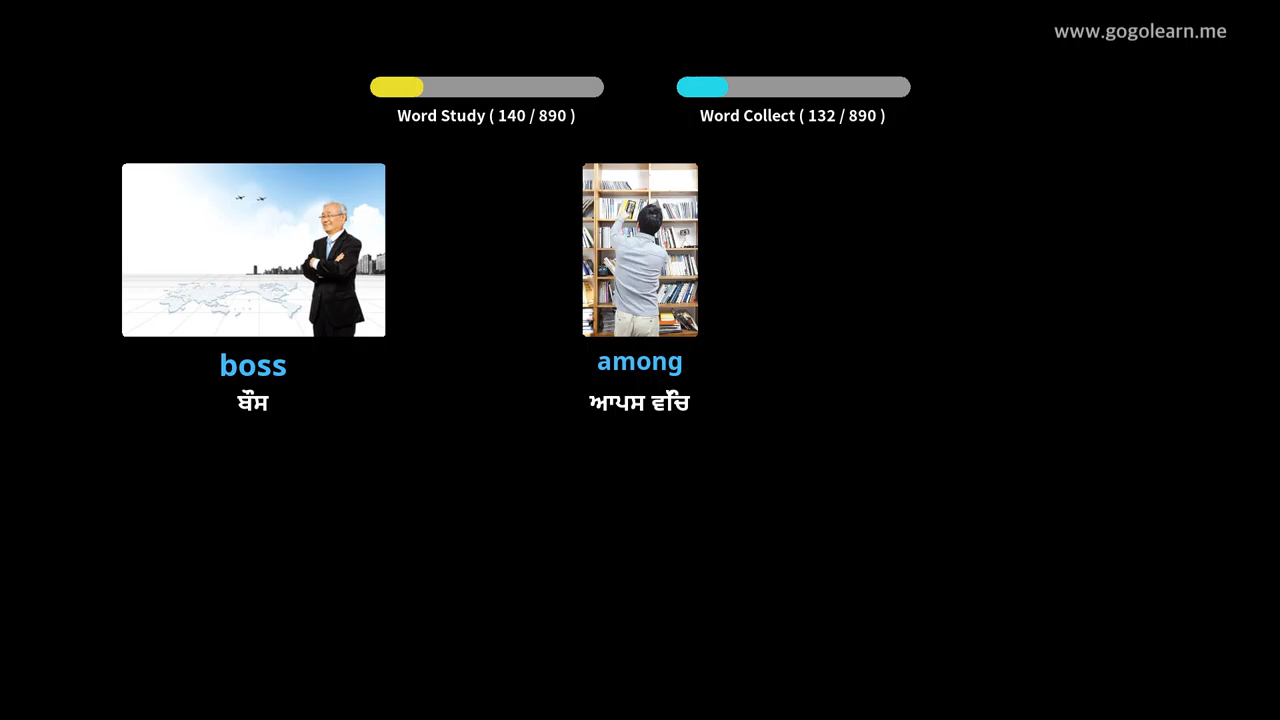 www.gogolearn.me
Word Study ( 140 / 890 )
Word Collect ( 132 / 890 )
boss
among
ਬੌਸ
ਆਪਸ ਵਿੱਚ